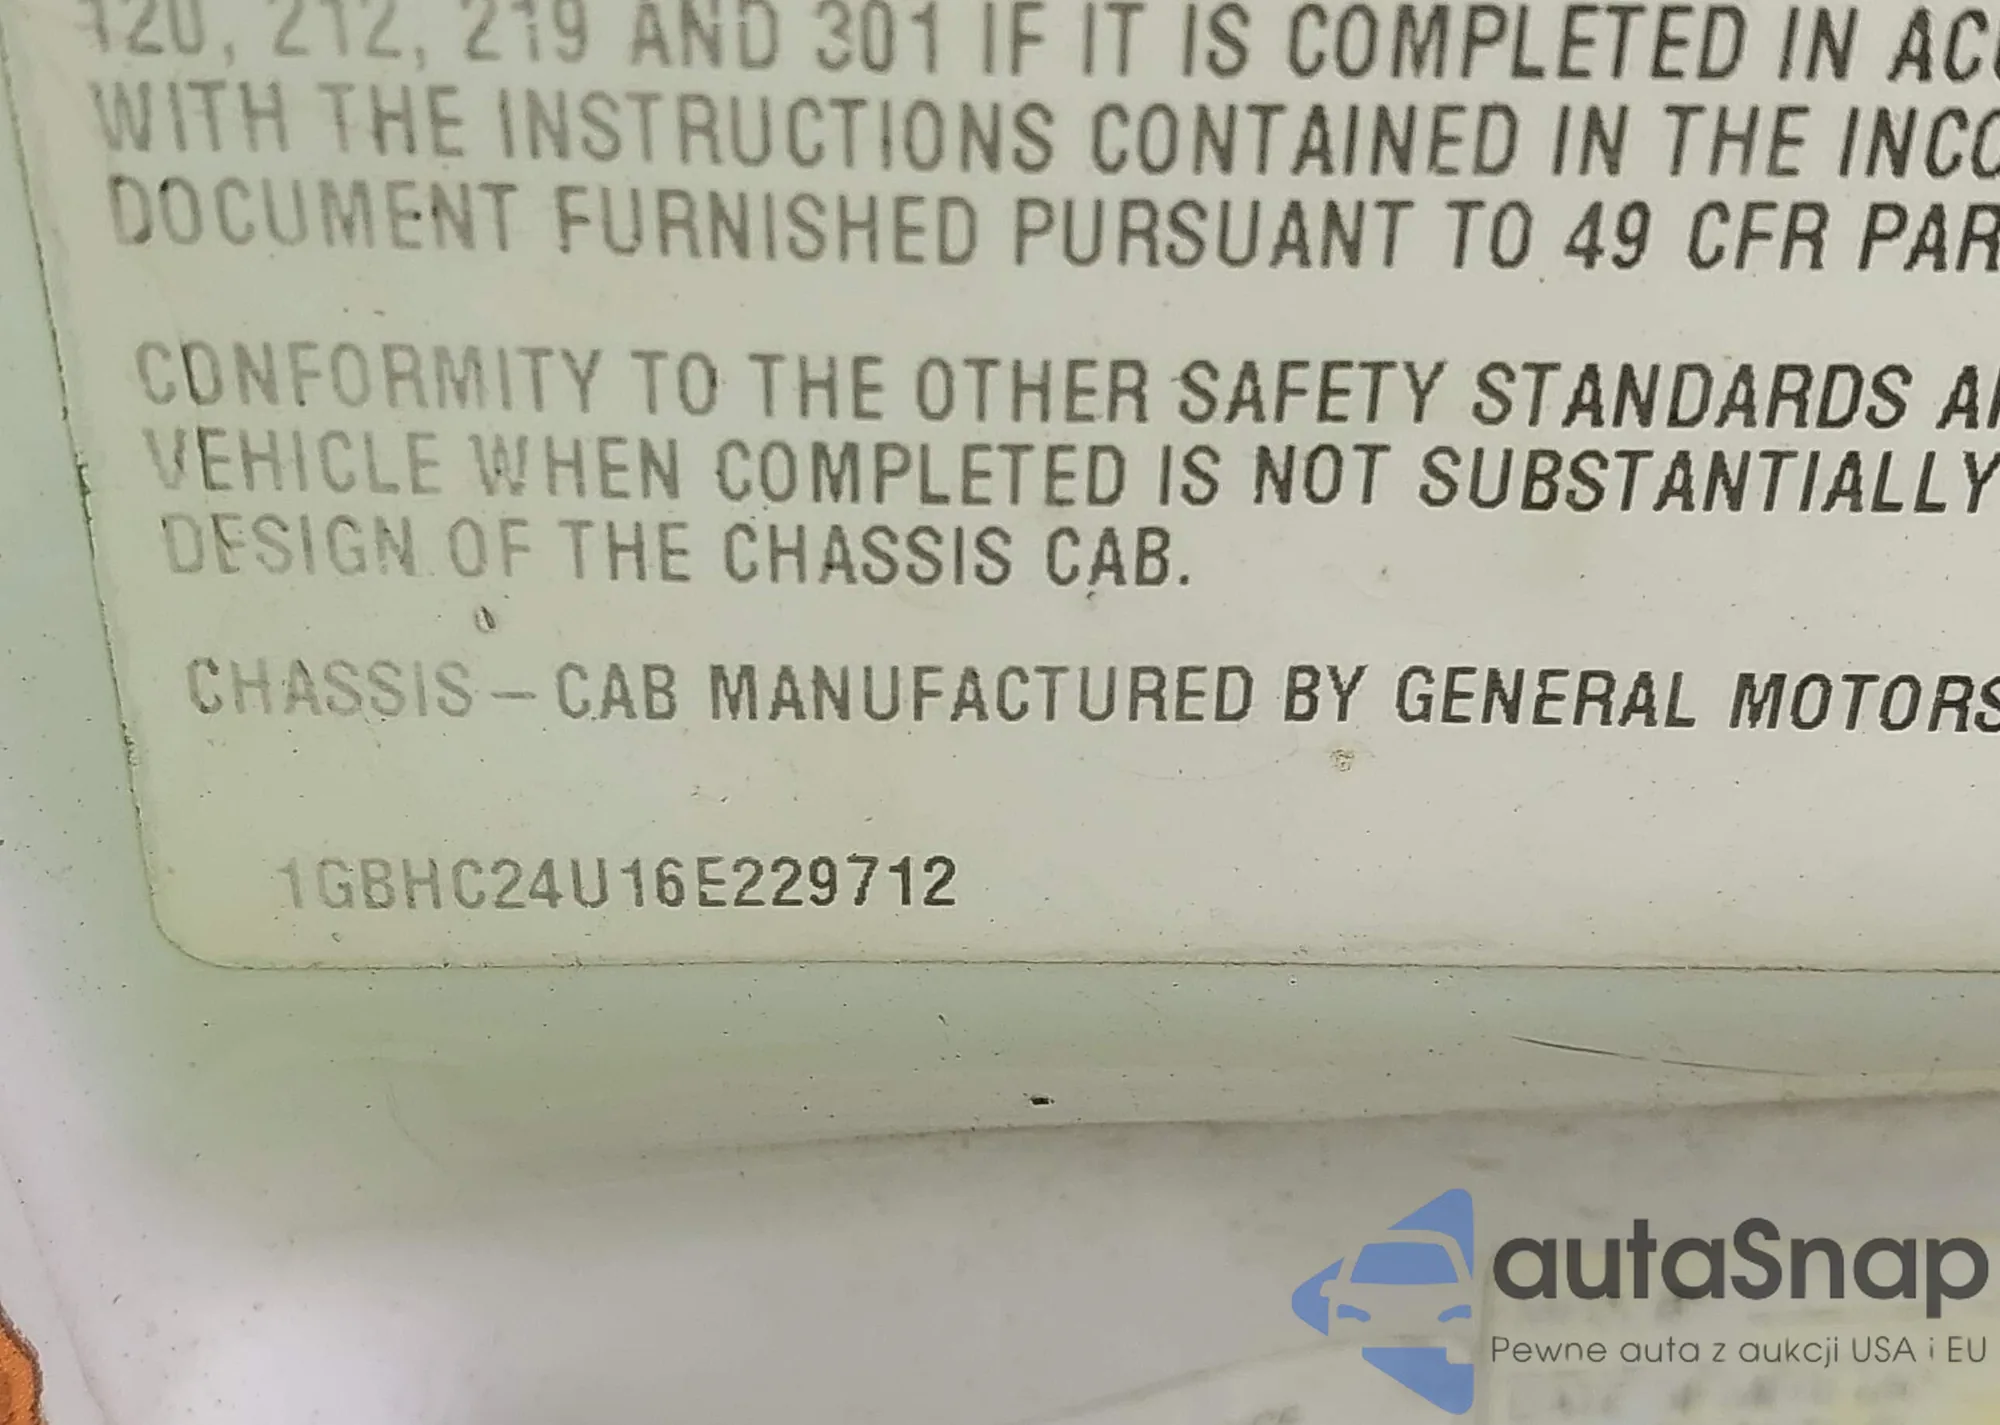 120, 212, 219 AND 301 IF IT IS COMPLETED IN ACC
WITH THE INSTRUCTIONS CONTAINED IN THE INCO
DOCUMENT FURNISHED PURSUANT TO 49 CFR PAR
CONFORMITY TO THE OTHER SAFETY STANDARDS A
VEHICLE WHEN COMPLETED IS NOT SUBSTANTIALLY
DESIGN OF THE CHASSIS CAB.
CHASSIS – CAB MANUFACTURED BY GENERAL MOTORS
1GBHC24U16E229712
autaSnap
Pewne auta z aukcji USA i EU